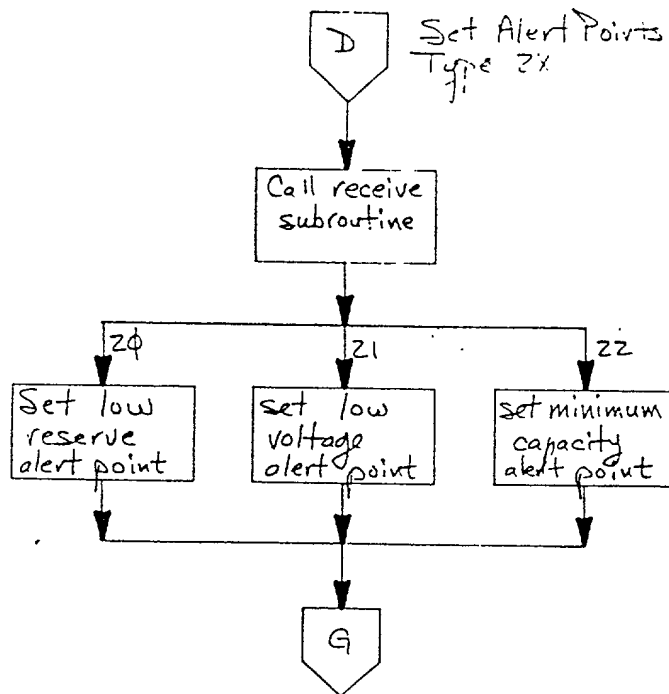 D
Set Alert Points
Type 2X
Call receive
subroutine
20
21
22
Set low
reserve
alert point
set low
voltage
alert point
set minimum
capacity
alert point
G